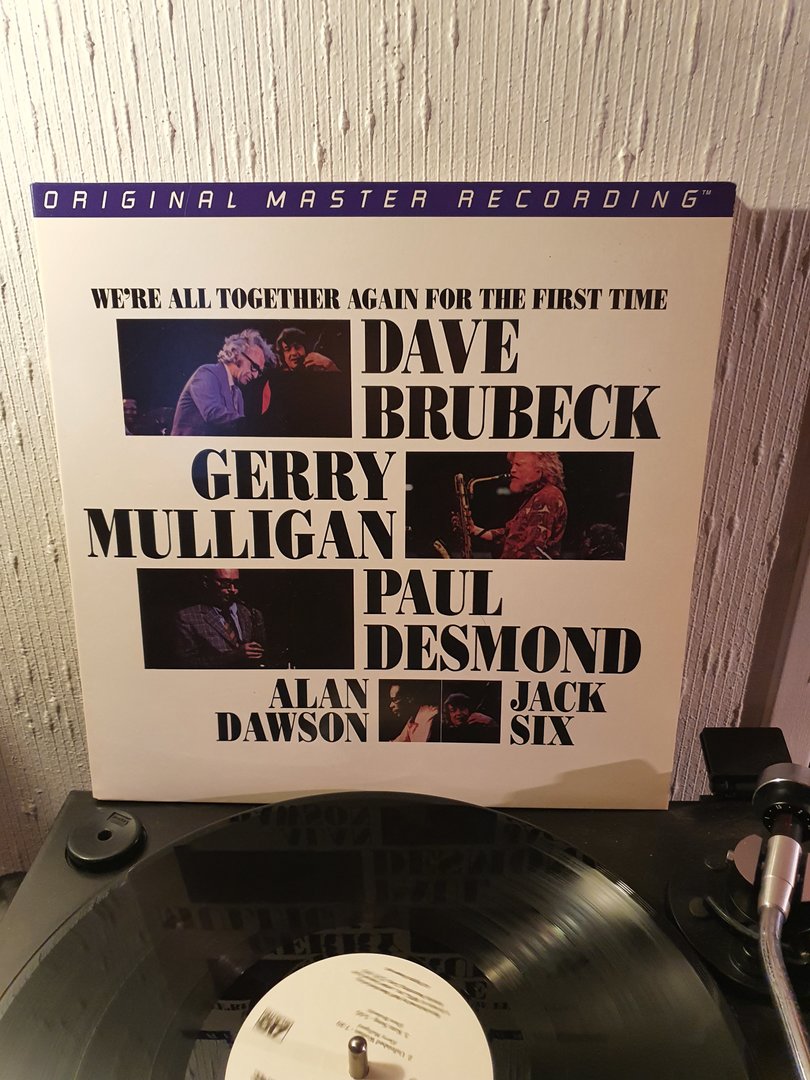 ORIGINAL MASTER RECORDING™
WE'RE ALL TOGETHER AGAIN FOR THE FIRST TIME
DAVE
BRUBECK
GERRY
MULLIGAN
PAUL
DESMOND
ALAN
DAWSON
JACK
SIX